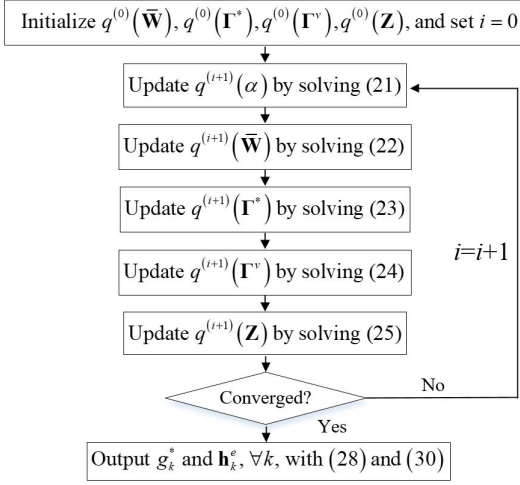 Initialize q^{(0)}(W̄), q^{(0)}(Γ^*), q^{(0)}(Γ^v), q^{(0)}(Z), and set i = 0
Update q^{(i+1)}(α) by solving (21)
Update q^{(i+1)}(W̄) by solving (22)
Update q^{(i+1)}(Γ^*) by solving (23)
Update q^{(i+1)}(Γ^v) by solving (24)
Update q^{(i+1)}(Z) by solving (25)
i=i+1
Converged?
No
Yes
Output g_k^* and h_k^e, ∀k, with (28) and (30)